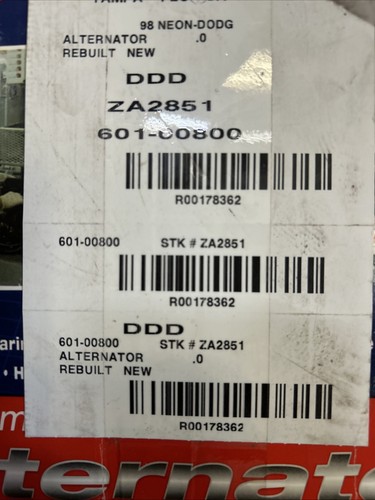 98 NEON-DODG
ALTERNATOR .0
REBUILT NEW
DDD
ZA2851
601-00800
R00178362
601-00800 STK # ZA2851
R00178362
DDD
601-00800 STK # ZA2851
ALTERNATOR .0
REBUILT NEW
R00178362